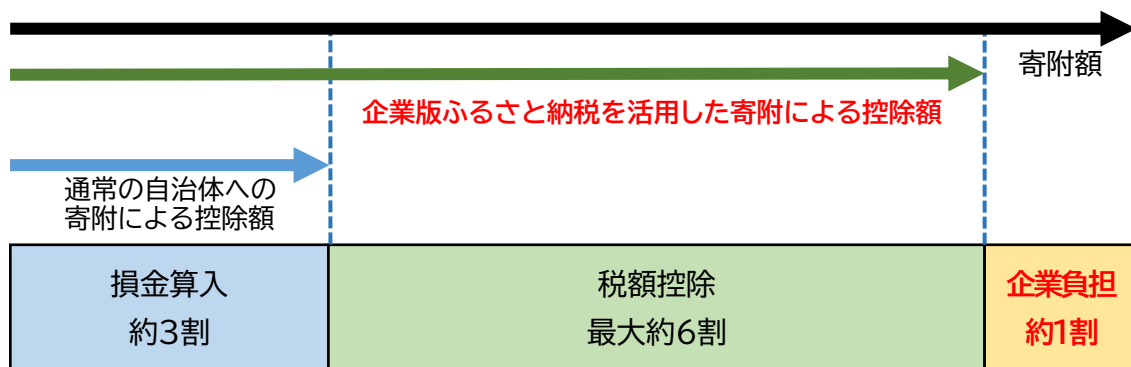 寄附額
企業版ふるさと納税を活用した寄附による控除額
通常の自治体への
寄附による控除額
損金算入
約3割
税額控除
最大約6割
企業負担
約1割